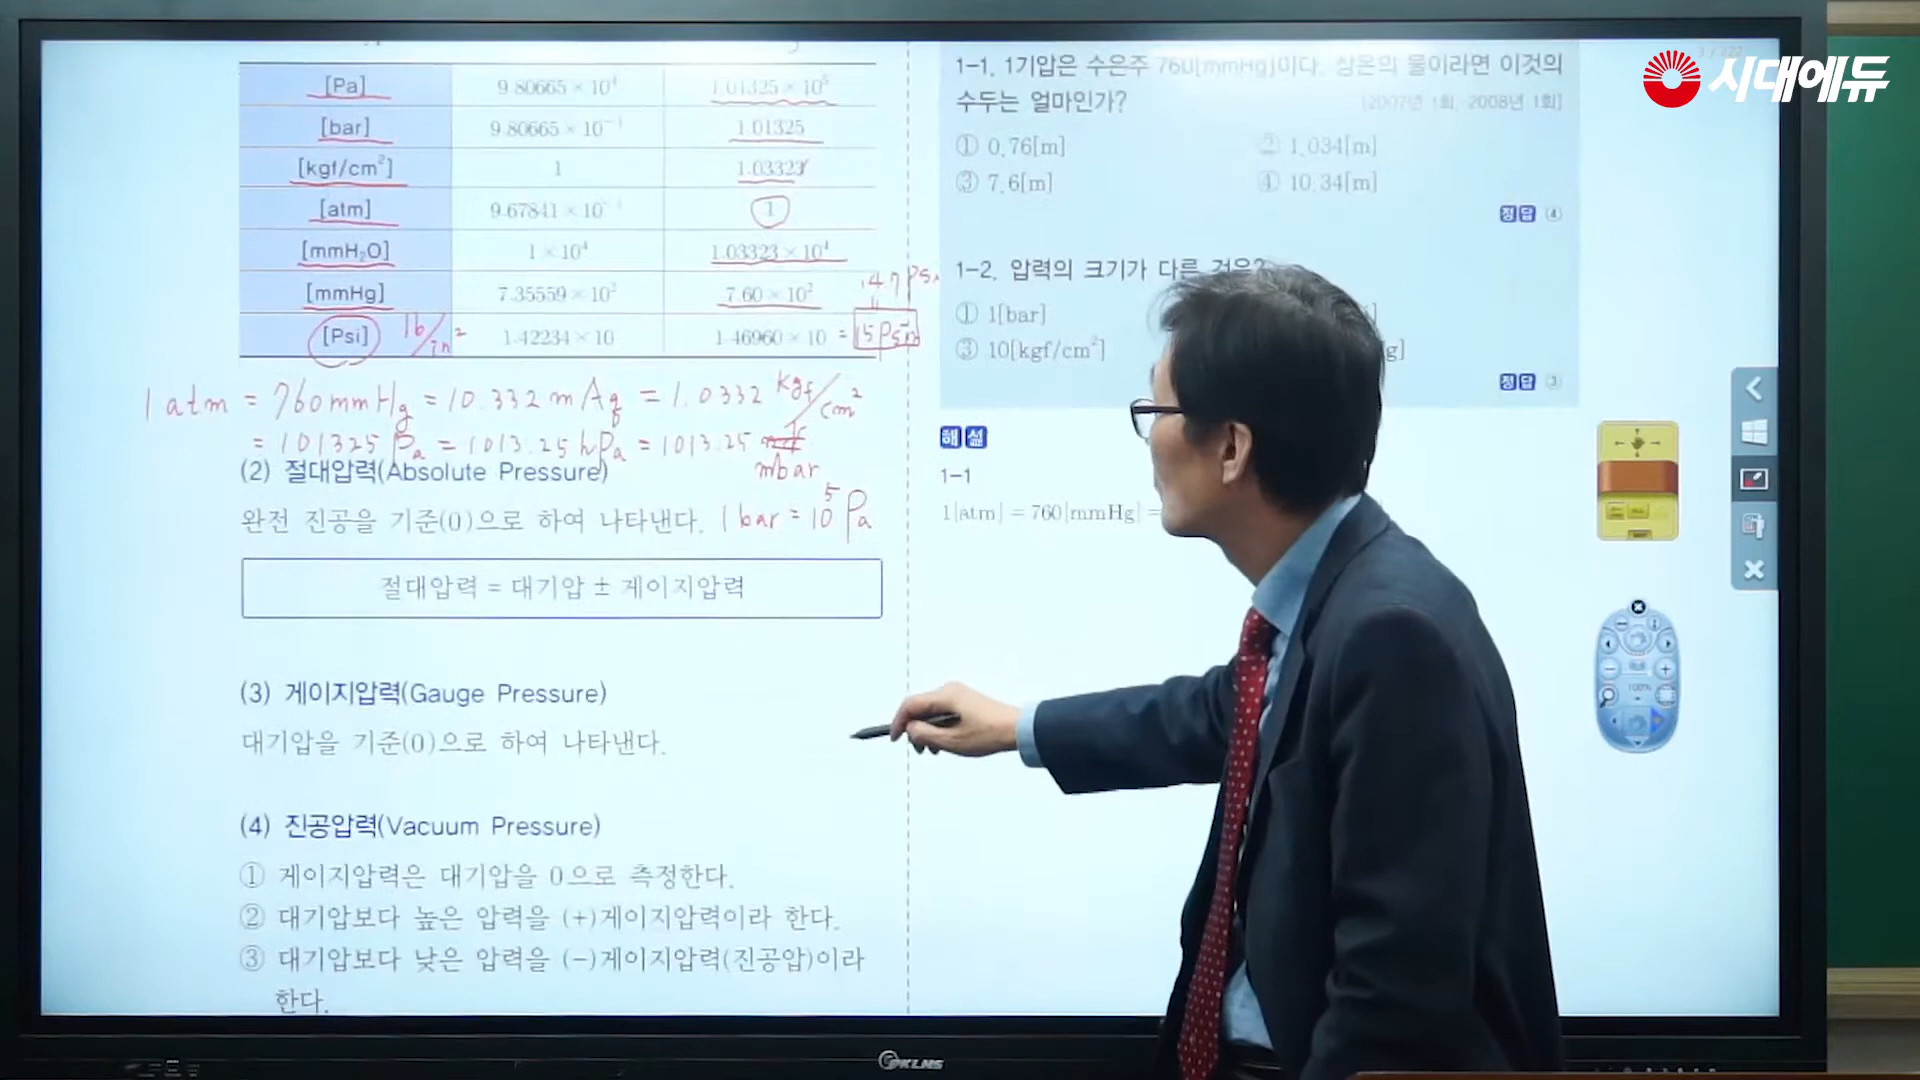 [Pa] 9.80665×10⁴ 1.01325×10⁵
[bar] 9.80665×10⁻¹ 1.01325
[kgf/cm²] 1 1.03323
[atm] 9.67841×10⁻¹ 1
[mmH₂O] 1×10⁴ 1.03323×10⁴
[mmHg] 7.35559×10² 7.60×10²
[Psi] lb/in² 1.42234×10 1.46960×10 =
1 atm = 760 mmHg = 10.332 mAq = 1.0332 kgf/cm²
= 101325 Pa = 1013.25 hPa = 1013.25
mbar
(2) 절대압력(Absolute Pressure)
완전 진공을 기준(0)으로 하여 나타낸다. 1 bar = 10⁵ Pa
절대압력 = 대기압 ± 게이지압력
(3) 게이지압력(Gauge Pressure)
대기압을 기준(0)으로 하여 나타낸다.
(4) 진공압력(Vacuum Pressure)
① 게이지압력은 대기압을 0으로 측정한다.
② 대기압보다 높은 압력을 (+)게이지압력이라 한다.
③ 대기압보다 낮은 압력을 (-)게이지압력(진공압)이라
한다.
1-1. 1기압은 수은주 760[mmHg]이다. 상온의 물이라면 이것의
수두는 얼마인가? [2007년 1회, 2008년 1회]
① 0.76[m] ② 1.034[m]
③ 7.6[m] ④ 10.34[m]
정답 ④
1-2. 압력의 크기가 다른 것은?
① 1[bar]
③ 10[kgf/cm²]
정답 ③
해설
1-1
1[atm] = 760[mmHg] =
시대에듀
100%
PKLNS